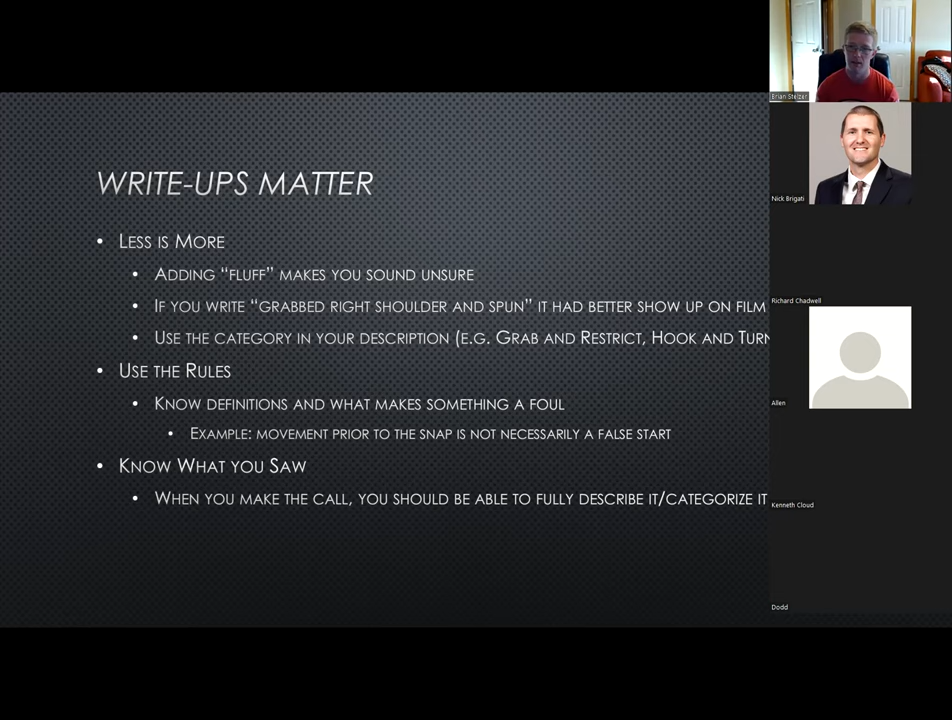 WRITE-UPS MATTER
• LESS IS MORE
• ADDING “FLUFF” MAKES YOU SOUND UNSURE
• IF YOU WRITE “GRABBED RIGHT SHOULDER AND SPUN” IT HAD BETTER SHOW UP ON FILM
• USE THE CATEGORY IN YOUR DESCRIPTION (E.G. GRAB AND RESTRICT, HOOK AND TURN
• USE THE RULES
• KNOW DEFINITIONS AND WHAT MAKES SOMETHING A FOUL
• EXAMPLE: MOVEMENT PRIOR TO THE SNAP IS NOT NECESSARILY A FALSE START
• KNOW WHAT YOU SAW
• WHEN YOU MAKE THE CALL, YOU SHOULD BE ABLE TO FULLY DESCRIBE IT/CATEGORIZE IT
Erian Stelzer
Nick Brigati
Richard Chadwell
Allen
Kenneth Cloud
Dodd